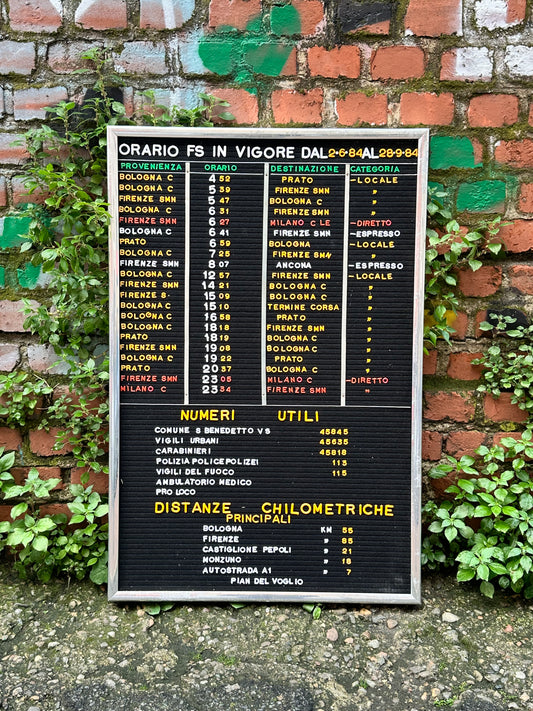 ORARIO FS IN VIGORE DAL 2-6-84 AL 28-9-84
PROVENIENZA ORARIO DESTINAZIONE CATEGORIA
BOLOGNA C 4 52 PRATO -LOCALE
BOLOGNA C 5 39 FIRENZE SMN "
FIRENZE SMN 5 47 BOLOGNA C "
BOLOGNA C 6 31 FIRENZE SMN "
FIRENZE SMN 6 27 MILANO C LE -DIRETTO
BOLOGNA C 6 41 FIRENZE SMN -ESPRESSO
PRATO 6 59 BOLOGNA -LOCALE
BOLOGNA C 7 25 FIRENZE SM4 "
FIRENZE SMN 8 07 ANCONA -ESPRESSO
BOLOGNA C 12 57 FIRENZE SMN -LOCALE
FIRENZE SMN 14 21 BOLOGNA C "
FIRENZE S 15 09 BOLOGNA C "
BOLOGNA C 15 10 TERMINE CORSA "
BOLOGNA C 16 58 PRATO "
BOLOGNA C 18 18 FIRENZE SMN "
PRATO 18 19 BOLOGNA C "
FIRENZE SMN 19 08 BOLOGNA C "
BOLOGNA C 19 22 PRATO "
PRATO 20 37 BOLOGNA C "
FIRENZE SMN 23 05 MILANO C -DIRETTO
MILANO C 23 34 FIRENZE SMN "
NUMERI UTILI
COMUNE S BENEDETTO VS 45845
VIGILI URBANI 45635
CARABINIERI 45818
POLIZIA POLICE POLIZEI 113
VIGILI DEL FUOCO 115
AMBULATORIO MEDICO
PRO LOCO
DISTANZE CHILOMETRICHE
PRINCIPALI
BOLOGNA KM 55
FIRENZE " 85
CASTIGLIONE PEPOLI " 21
MONZUNO " 18
AUTOSTRADA A1 " 7
PIAN DEL VOGLIO